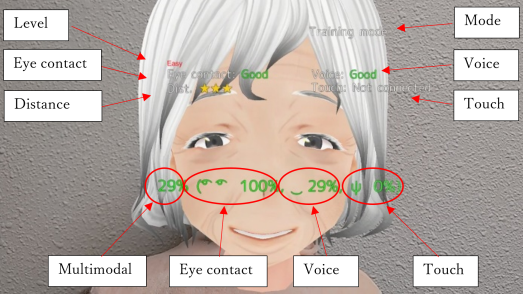 Level
Mode
Training mode
Eye contact
Easy
Eye contact: Good
Voice: Good
Voice
Distance
Dist. ★★★
Touch: Not connected
Touch
29% ( 100%, 29%, ψ 0%)
Multimodal
Eye contact
Voice
Touch